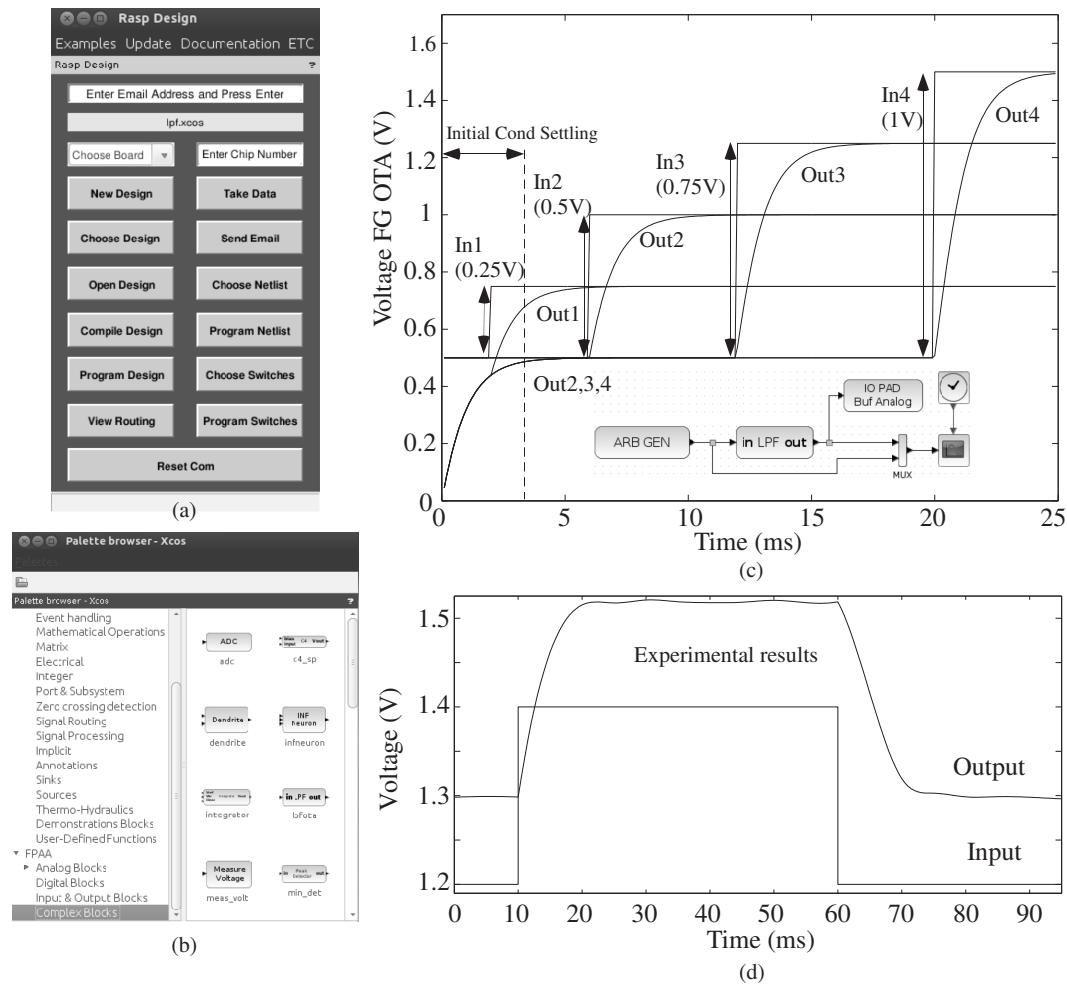 Rasp Design
Examples Update Documentation ETC
Rasp Design ?
Enter Email Address and Press Enter
lpf.xcos
Choose Board Enter Chip Number
New Design Take Data
Choose Design Send Email
Open Design Choose Netlist
Compile Design Program Netlist
Program Design Choose Switches
View Routing Program Switches
Reset Com
(a)
Palette browser - Xcos
Palettes
Palette browser - Xcos ?
Event handling
Mathematical Operations
Matrix
Electrical
Integer
Port & Subsystem
Zero crossing detection
Signal Routing
Signal Processing
Implicit
Annotations
Sinks
Sources
Thermo-Hydraulics
Demonstrations Blocks
User-Defined Functions
FPAA
Analog Blocks
Digital Blocks
Input & Output Blocks
Complex Blocks
ADC
adc
C4 Vout
c4_sp
Dendrite
dendrite
INF
Neuron
infneuron
integrator
in LPF out
lpfota
Measure
Voltage
meas_volt
in Peak
Detector out
min_det
(b)
Voltage FG OTA (V)
1.6
1.4
1.2
1
0.8
0.6
0.4
0.2
0
Initial Cond Settling
In1
(0.25V)
In2
(0.5V)
In3
(0.75V)
In4
(1V)
Out1
Out2
Out3
Out4
Out2,3,4
ARB GEN
in LPF out
IO PAD
Buf Analog
MUX
0 5 10 15 20 25
Time (ms)
(c)
Voltage (V)
1.5
1.4
1.3
1.2
Experimental results
Output
Input
0 10 20 30 40 50 60 70 80 90
Time (ms)
(d)